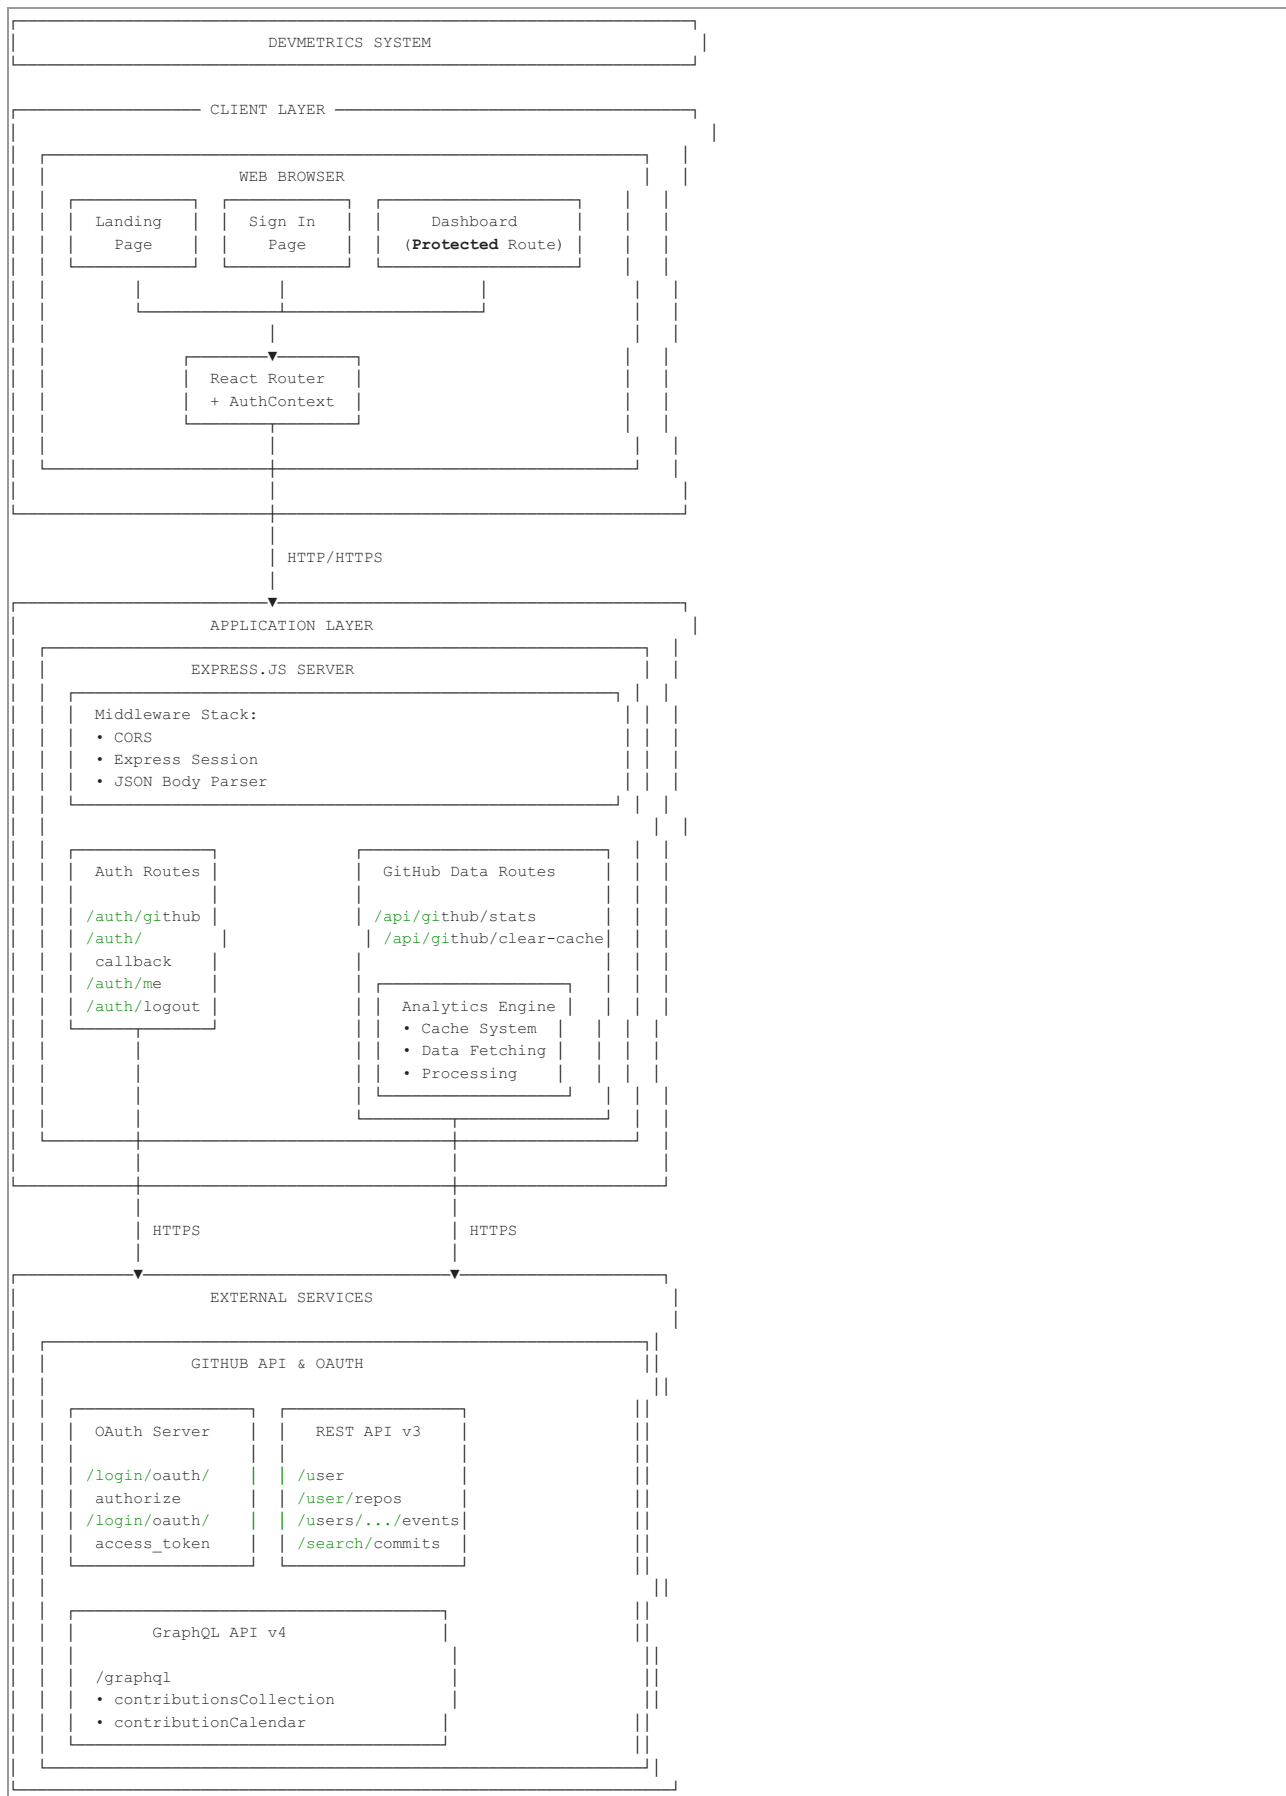 DEVMETRICS SYSTEM
CLIENT LAYER
WEB BROWSER
Landing Sign In Dashboard
Page Page (Protected Route)
React Router
+ AuthContext
HTTP/HTTPS
APPLICATION LAYER
EXPRESS.JS SERVER
Middleware Stack:
• CORS
• Express Session
• JSON Body Parser
Auth Routes GitHub Data Routes
/auth/github /api/github/stats
/auth/ /api/github/clear-cache
callback
/auth/me
/auth/logout Analytics Engine
• Cache System
• Data Fetching
• Processing
HTTPS HTTPS
EXTERNAL SERVICES
GITHUB API & OAUTH
OAuth Server REST API v3
/login/oauth/ /user
authorize /user/repos
/login/oauth/ /users/.../events
access_token /search/commits
GraphQL API v4
/graphql
• contributionsCollection
• contributionCalendar